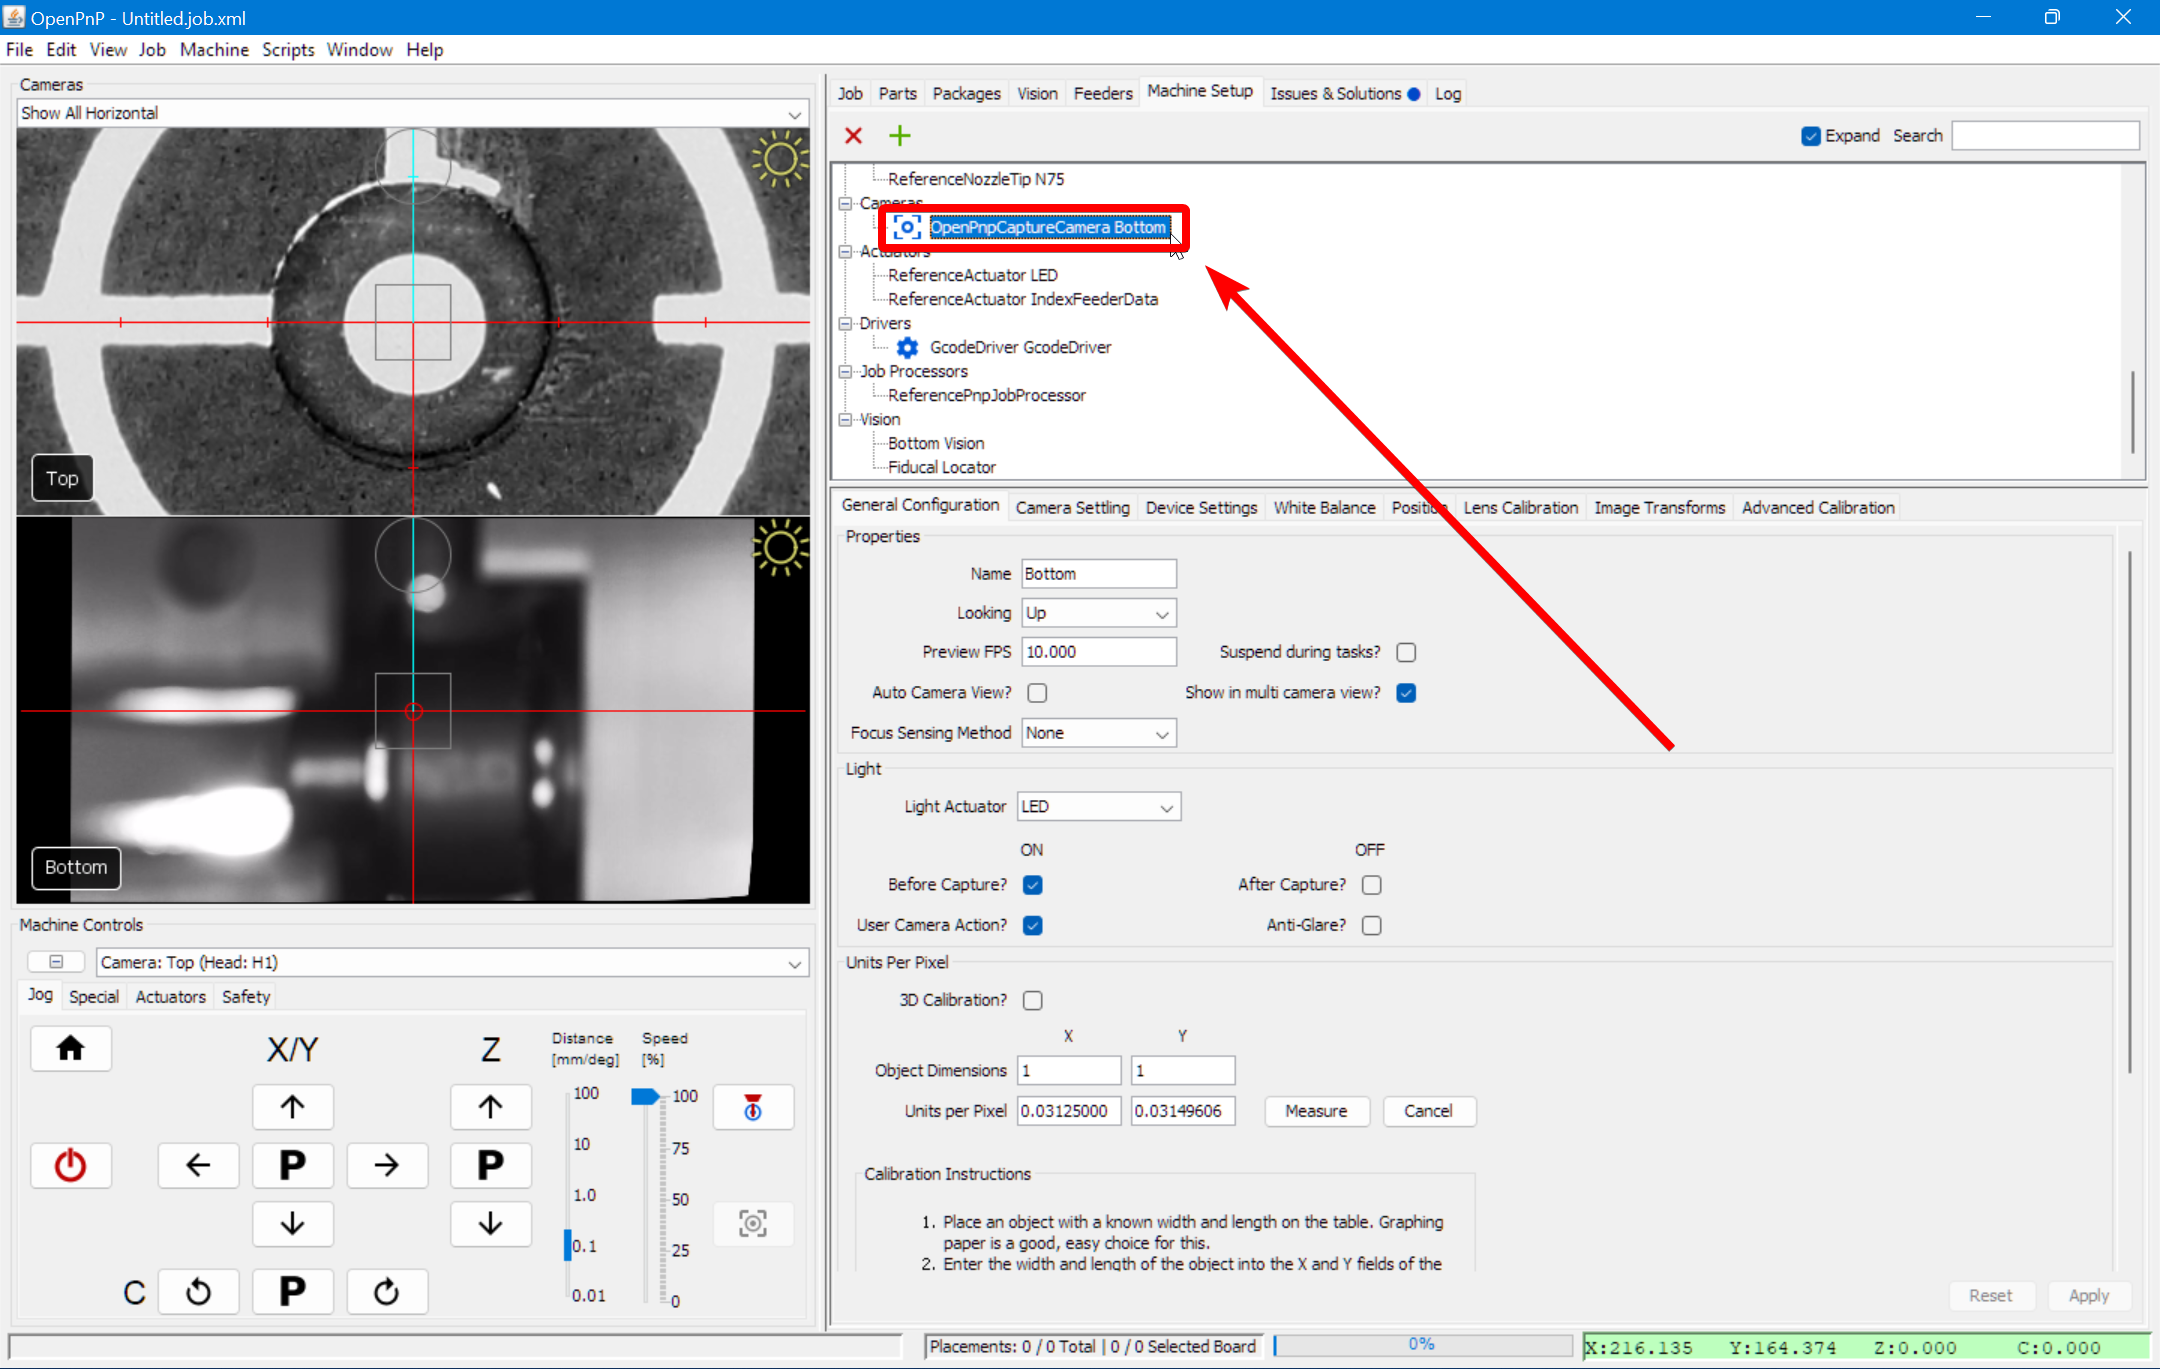 OpenPnP - Untitled.job.xml
File Edit View Job Machine Scripts Window Help
Cameras
Show All Horizontal
Top
Bottom
Machine Controls
Camera: Top (Head: H1)
Jog Special Actuators Safety
X/Y
Z
Distance
[mm/deg]
Speed
[%]
100
10
1.0
0.1
0.01
100
75
50
25
0
P
P
C
P
Job Parts Packages Vision Feeders Machine Setup Issues & Solutions Log
Expand Search
ReferenceNozzleTip N75
Cameras
OpenPnpCaptureCamera Bottom
Actuators
ReferenceActuator LED
ReferenceActuator IndexFeederData
Drivers
GcodeDriver GcodeDriver
Job Processors
ReferencePnpJobProcessor
Vision
Bottom Vision
Fiducal Locator
General Configuration Camera Settling Device Settings White Balance Position Lens Calibration Image Transforms Advanced Calibration
Properties
Name Bottom
Looking Up
Preview FPS 10.000 Suspend during tasks?
Auto Camera View? Show in multi camera view?
Focus Sensing Method None
Light
Light Actuator LED
ON OFF
Before Capture? After Capture?
User Camera Action? Anti-Glare?
Units Per Pixel
3D Calibration?
X Y
Object Dimensions 1 1
Units per Pixel 0.03125000 0.03149606 Measure Cancel
Calibration Instructions
1. Place an object with a known width and length on the table. Graphing
paper is a good, easy choice for this.
2. Enter the width and length of the object into the X and Y fields of the
Reset Apply
Placements: 0 / 0 Total | 0 / 0 Selected Board 0% X:216.135 Y:164.374 Z:0.000 C:0.000